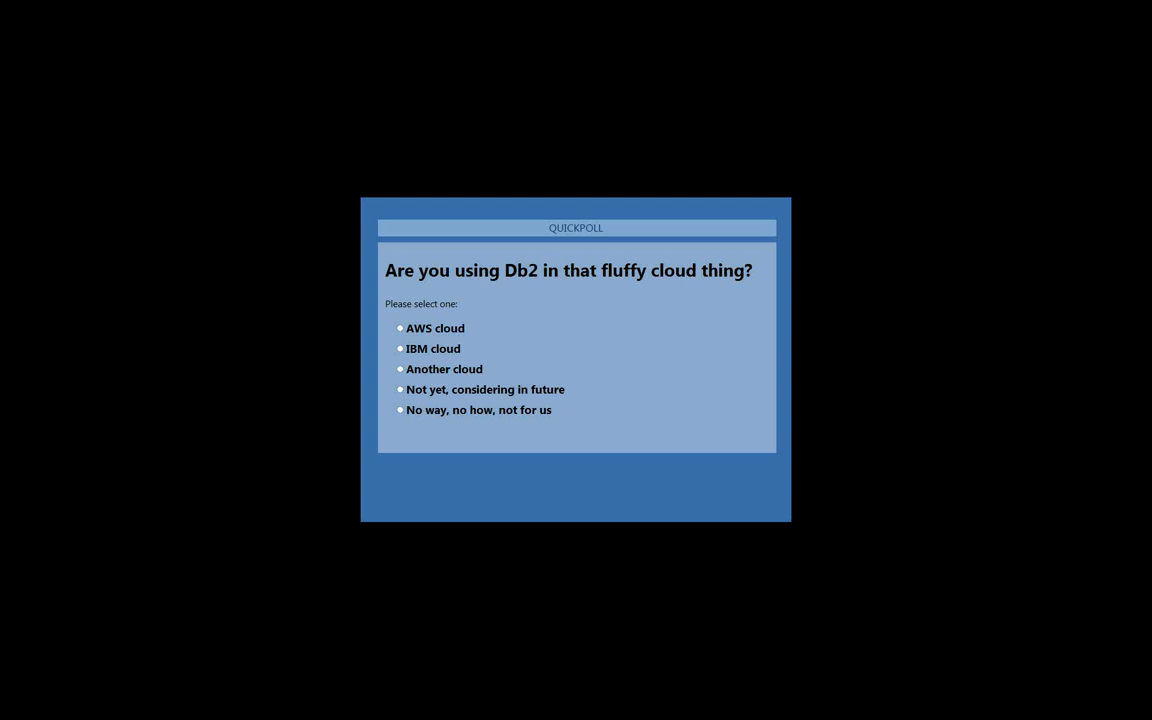 QUICKPOLL
Are you using Db2 in that fluffy cloud thing?
Please select one:
AWS cloud
IBM cloud
Another cloud
Not yet, considering in future
No way, no how, not for us